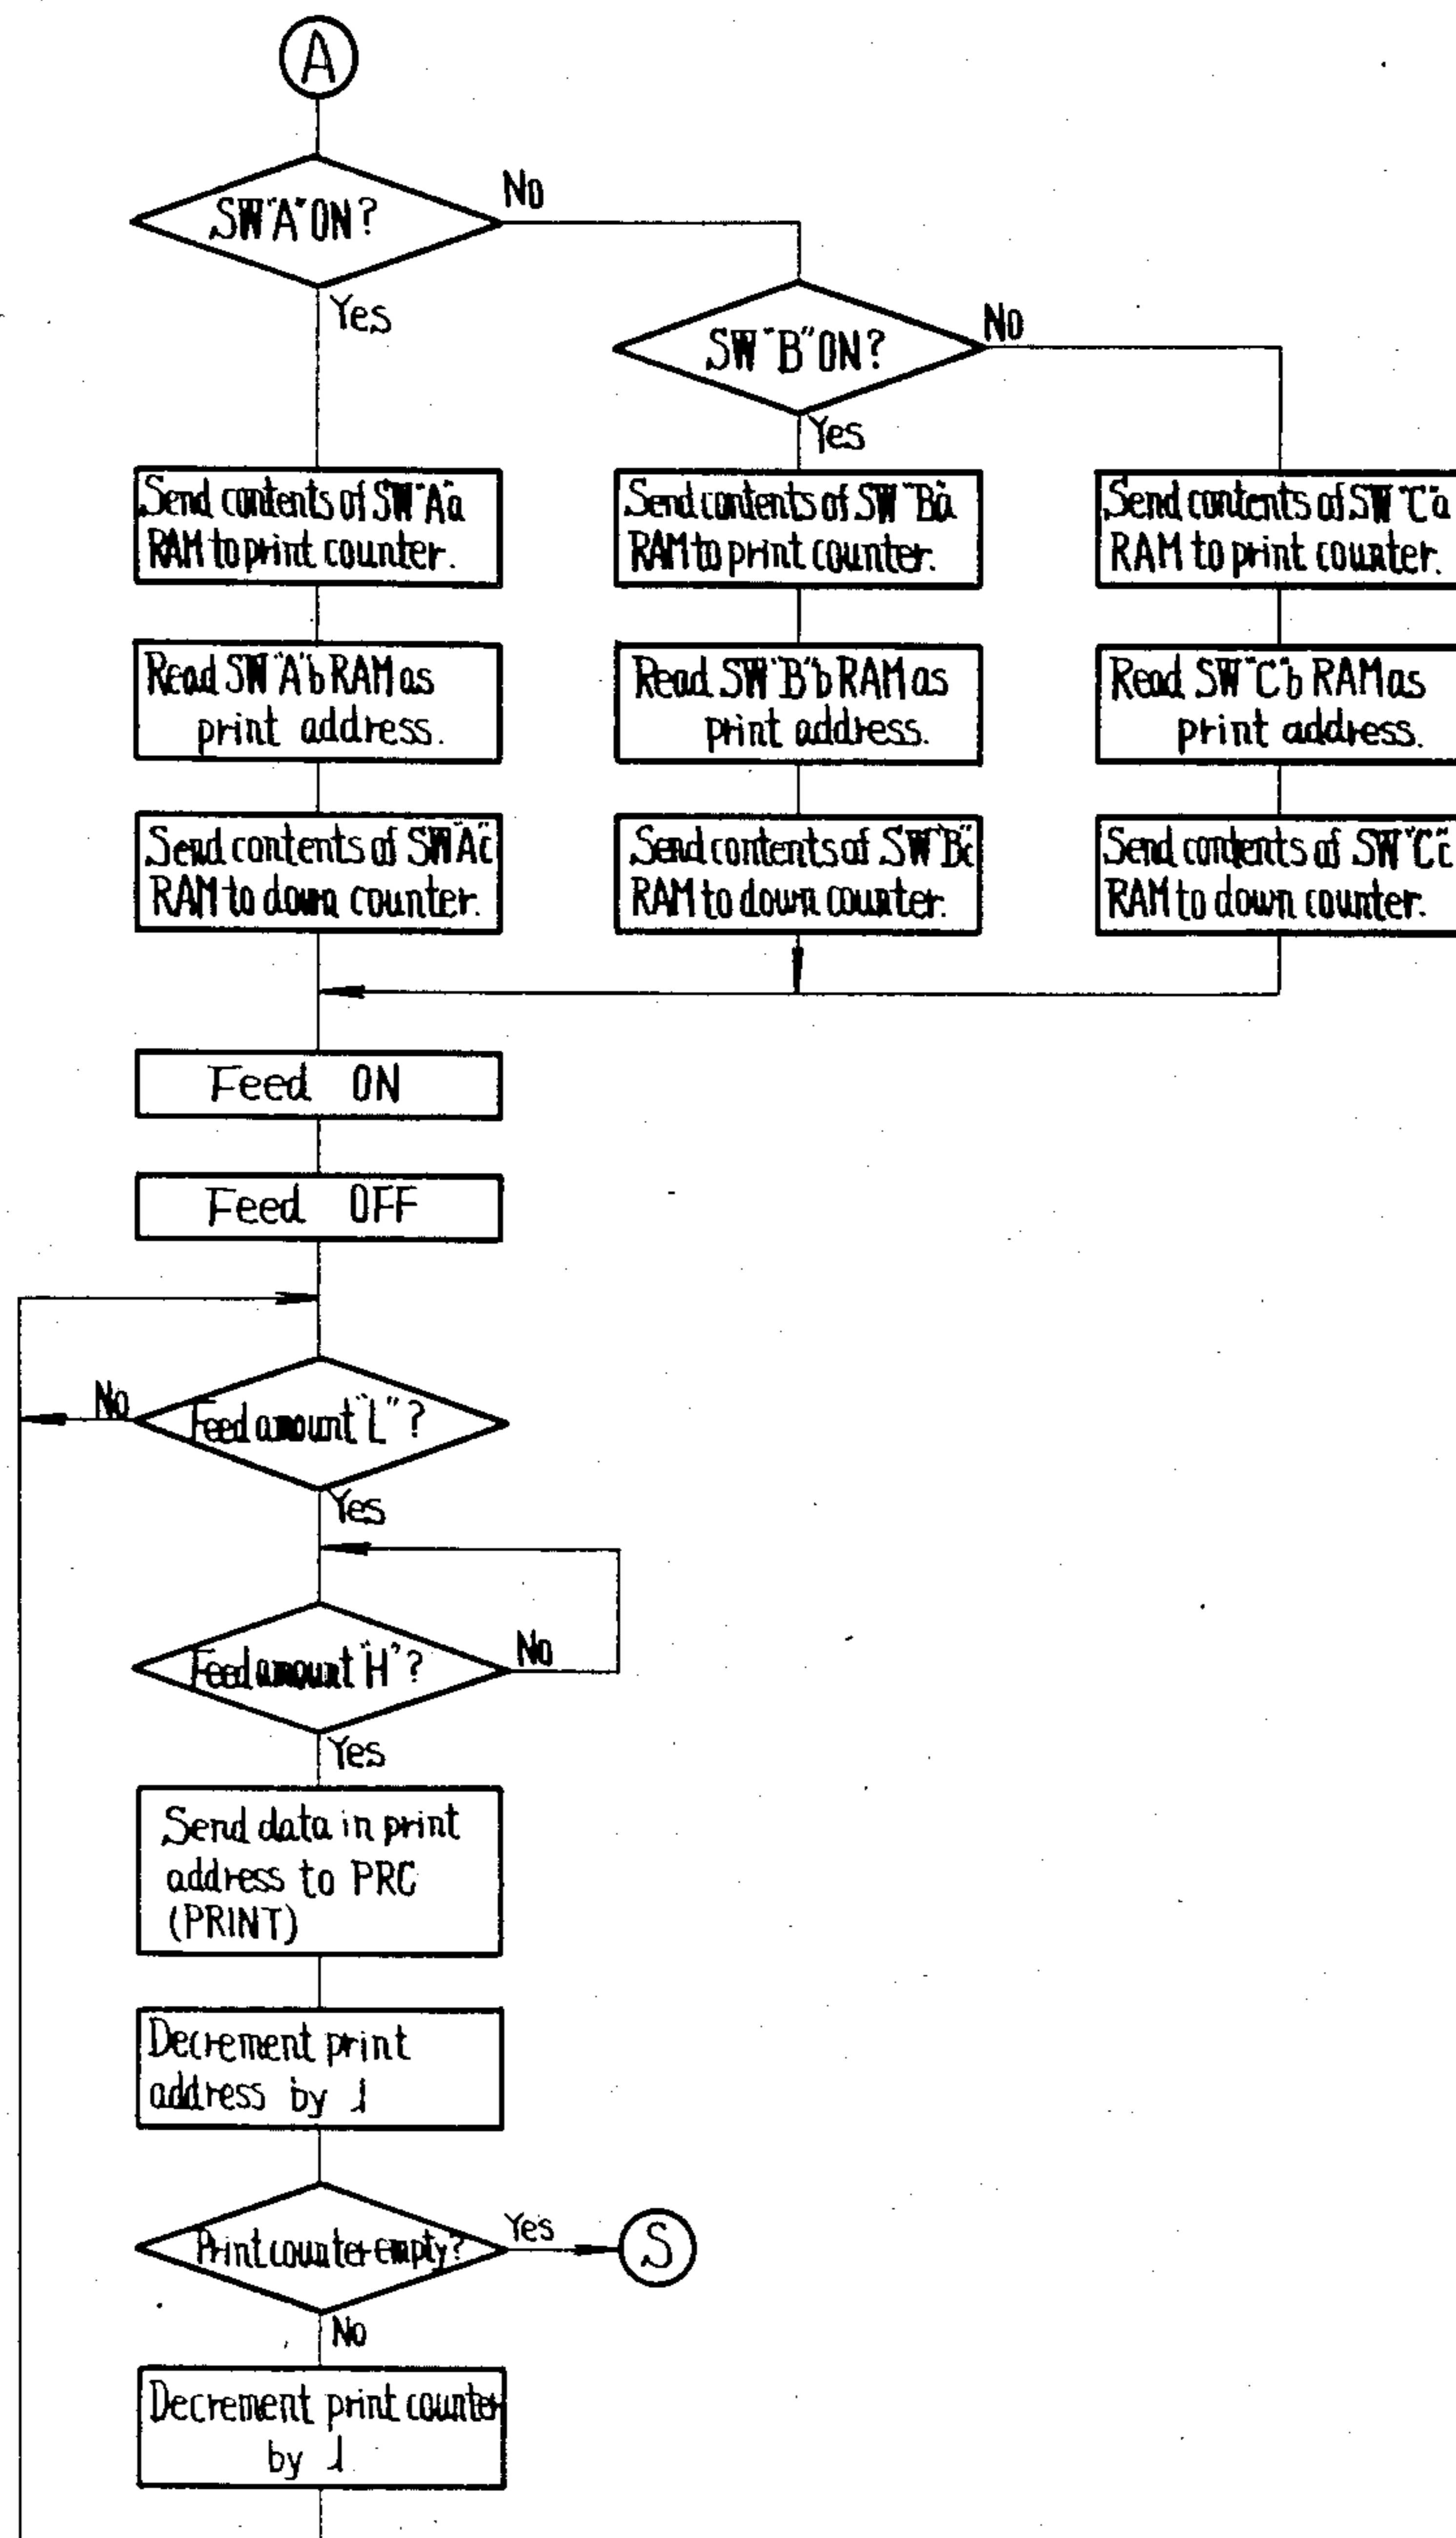 A
SW"A"ON?
No
Yes
SW"B"ON?
No
Yes
Send contents of SW"A"a
RAM to print counter.
Send contents of SW"B"a
RAM to print counter.
Send contents of SW"C"a
RAM to print counter.
Read SW"A"b RAM as
print address.
Read SW"B"b RAM as
print address.
Read SW"C"b RAM as
print address.
Send contents of SW"A"c
RAM to down counter.
Send contents of SW"B"c
RAM to down counter.
Send contents of SW"C"c
RAM to down counter.
Feed ON
Feed OFF
No
Feed amount "L"?
Yes
Feed amount "H"?
No
Yes
Send data in print
address to PRC
(PRINT)
Decrement print
address by 1
Print counter empty?
Yes
S
No
Decrement print counter
by 1